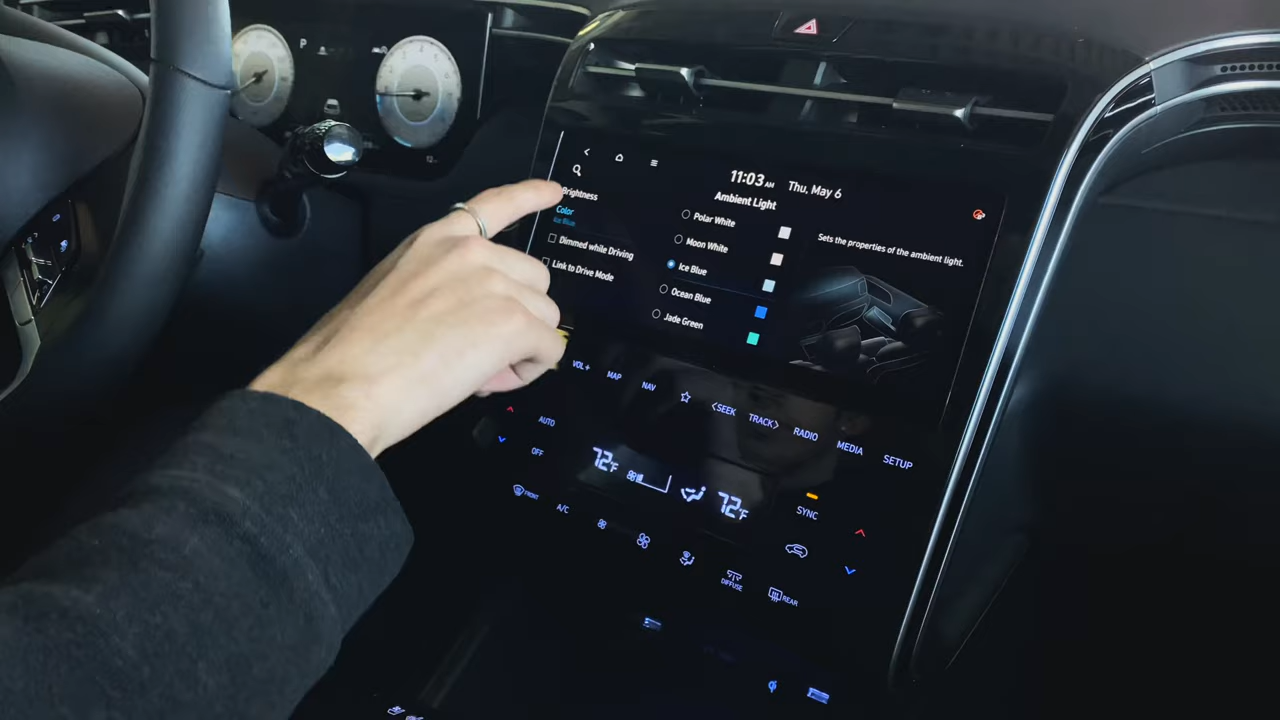 P
11:03 AM Thu, May 6
Ambient Light
Brightness
Color
Ice Blue
Dimmed while Driving
Link to Drive Mode
Polar White
Moon White
Ice Blue
Ocean Blue
Jade Green
Sets the properties of the ambient light.
VOL+ MAP NAV <SEEK TRACK> RADIO MEDIA SETUP
AUTO
OFF
72°F 72°F
SYNC
FRONT A/C
DIFFUSE REAR